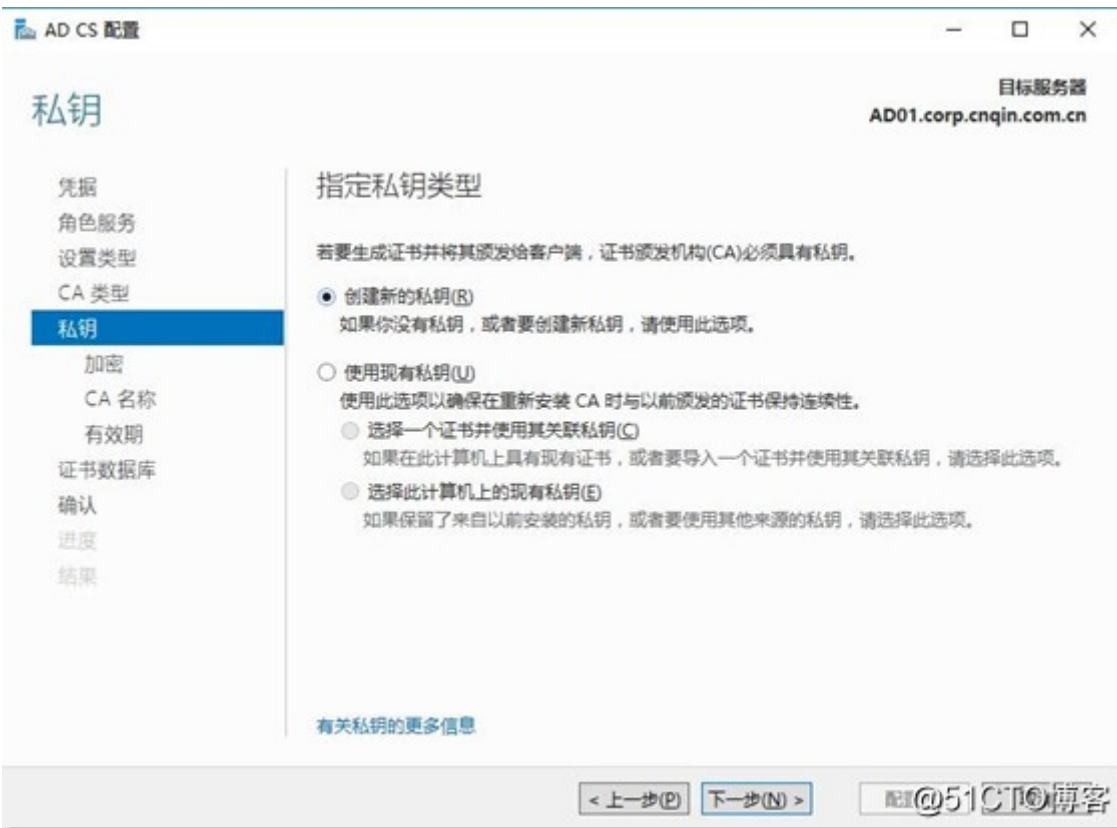 AD CS 配置
目标服务器
AD01.corp.cnqin.com.cn
私钥
凭据
角色服务
设置类型
CA 类型
私钥
加密
CA 名称
有效期
证书数据库
确认
进度
结果
指定私钥类型
若要生成证书并将其颁发给客户端，证书颁发机构(CA)必须具有私钥。
创建新的私钥(R)
如果你没有私钥，或者要创建新私钥，请使用此选项。
使用现有私钥(U)
使用此选项以确保在重新安装 CA 时与以前颁发的证书保持连续性。
选择一个证书并使用其关联私钥(C)
如果在此计算机上具有现有证书，或者要导入一个证书并使用其关联私钥，请选择此选项。
选择此计算机上的现有私钥(E)
如果保留了来自以前安装的私钥，或者要使用其他来源的私钥，请选择此选项。
有关私钥的更多信息
< 上一步(P)
下一步(N) >
@51CTO博客